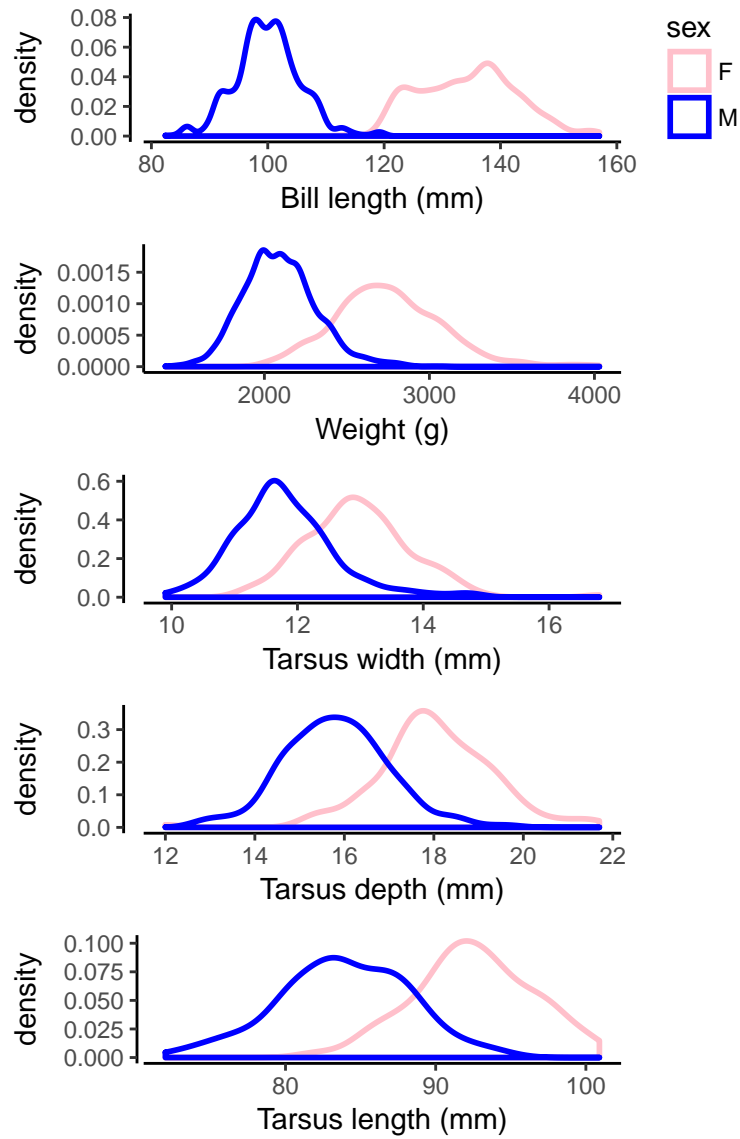 density
0.08
0.06
0.04
0.02
0.00
80 100 120 140 160
Bill length (mm)
sex
F
M
density
0.0015
0.0010
0.0005
0.0000
2000 3000 4000
Weight (g)
density
0.6
0.4
0.2
0.0
10 12 14 16
Tarsus width (mm)
density
0.3
0.2
0.1
0.0
12 14 16 18 20 22
Tarsus depth (mm)
density
0.100
0.075
0.050
0.025
0.000
80 90 100
Tarsus length (mm)